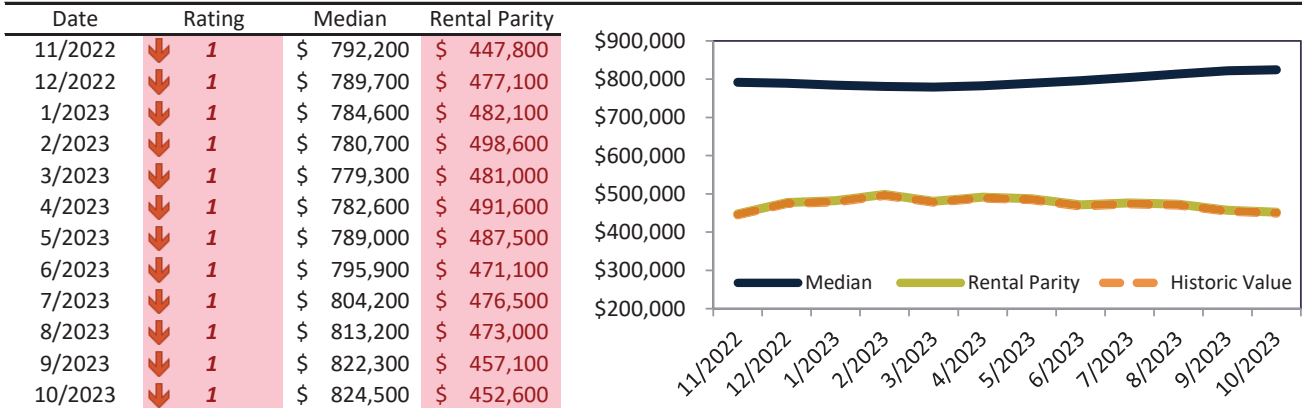 Date Rating Median Rental Parity
11/2022 1 $ 792,200 $ 447,800
12/2022 1 $ 789,700 $ 477,100
1/2023 1 $ 784,600 $ 482,100
2/2023 1 $ 780,700 $ 498,600
3/2023 1 $ 779,300 $ 481,000
4/2023 1 $ 782,600 $ 491,600
5/2023 1 $ 789,000 $ 487,500
6/2023 1 $ 795,900 $ 471,100
7/2023 1 $ 804,200 $ 476,500
8/2023 1 $ 813,200 $ 473,000
9/2023 1 $ 822,300 $ 457,100
10/2023 1 $ 824,500 $ 452,600
$900,000
$800,000
$700,000
$600,000
$500,000
$400,000
$300,000
$200,000
Median Rental Parity Historic Value
11/2022 12/2022 1/2023 2/2023 3/2023 4/2023 5/2023 6/2023 7/2023 8/2023 9/2023 10/2023